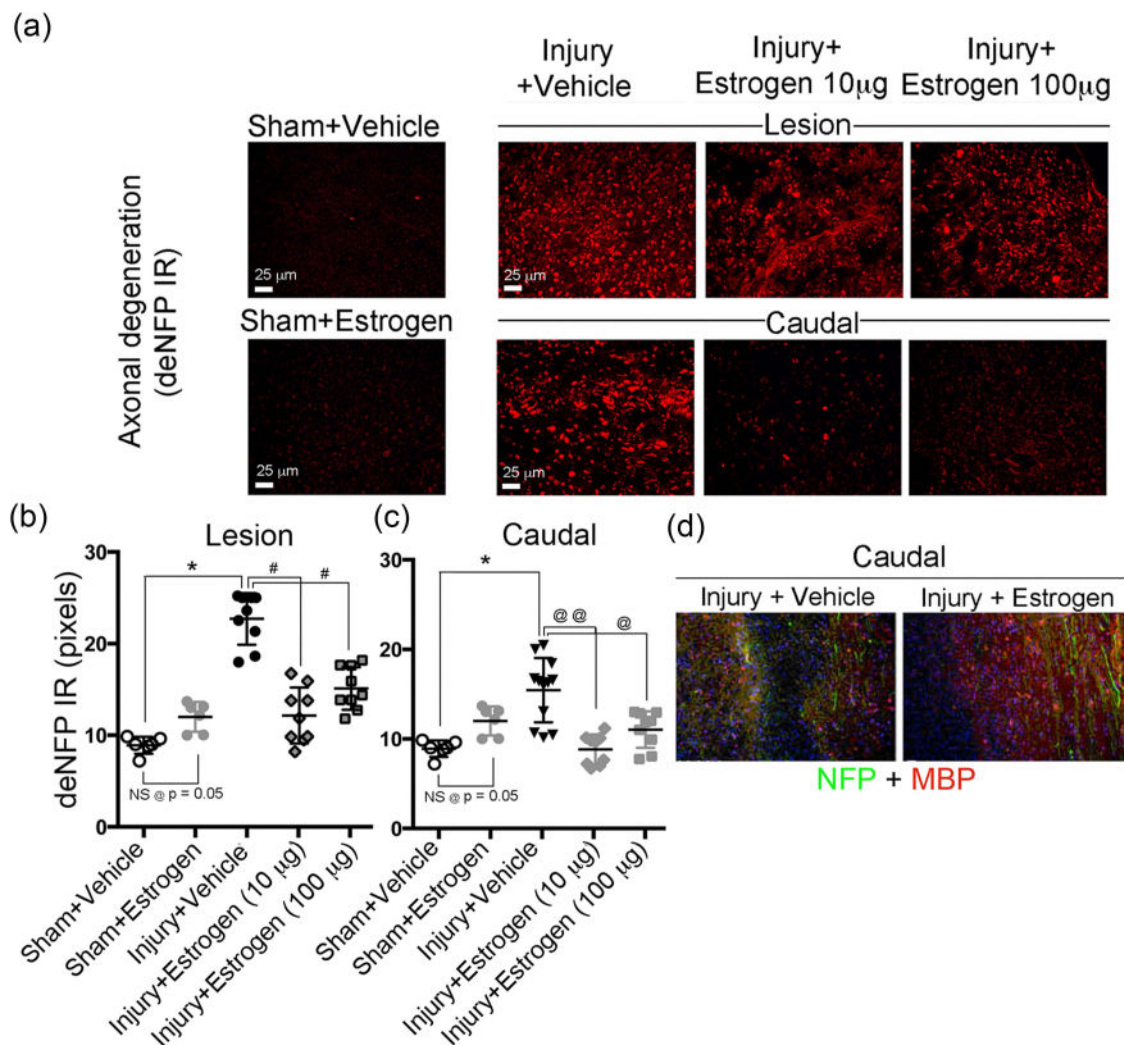 (a)
Injury
+Vehicle
Injury+
Estrogen 10μg
Injury+
Estrogen 100μg
Sham+Vehicle
Lesion
25 μm
25 μm
Axonal degeneration
(deNFP IR)
Sham+Estrogen
Caudal
25 μm
25 μm
(b)
Lesion
deNFP IR (pixels)
30
20
10
0
*
#
#
NS @ p = 0.05
Sham+Vehicle
Sham+Estrogen
Injury+Vehicle
Injury+Estrogen (10 μg)
Injury+Estrogen (100 μg)
(c)
Caudal
30
20
10
0
*
@ @
@
NS @ p = 0.05
Sham+Vehicle
Sham+Estrogen
Injury+Vehicle
Injury+Estrogen (10 μg)
Injury+Estrogen (100 μg)
(d)
Caudal
Injury + Vehicle
Injury + Estrogen
NFP + MBP